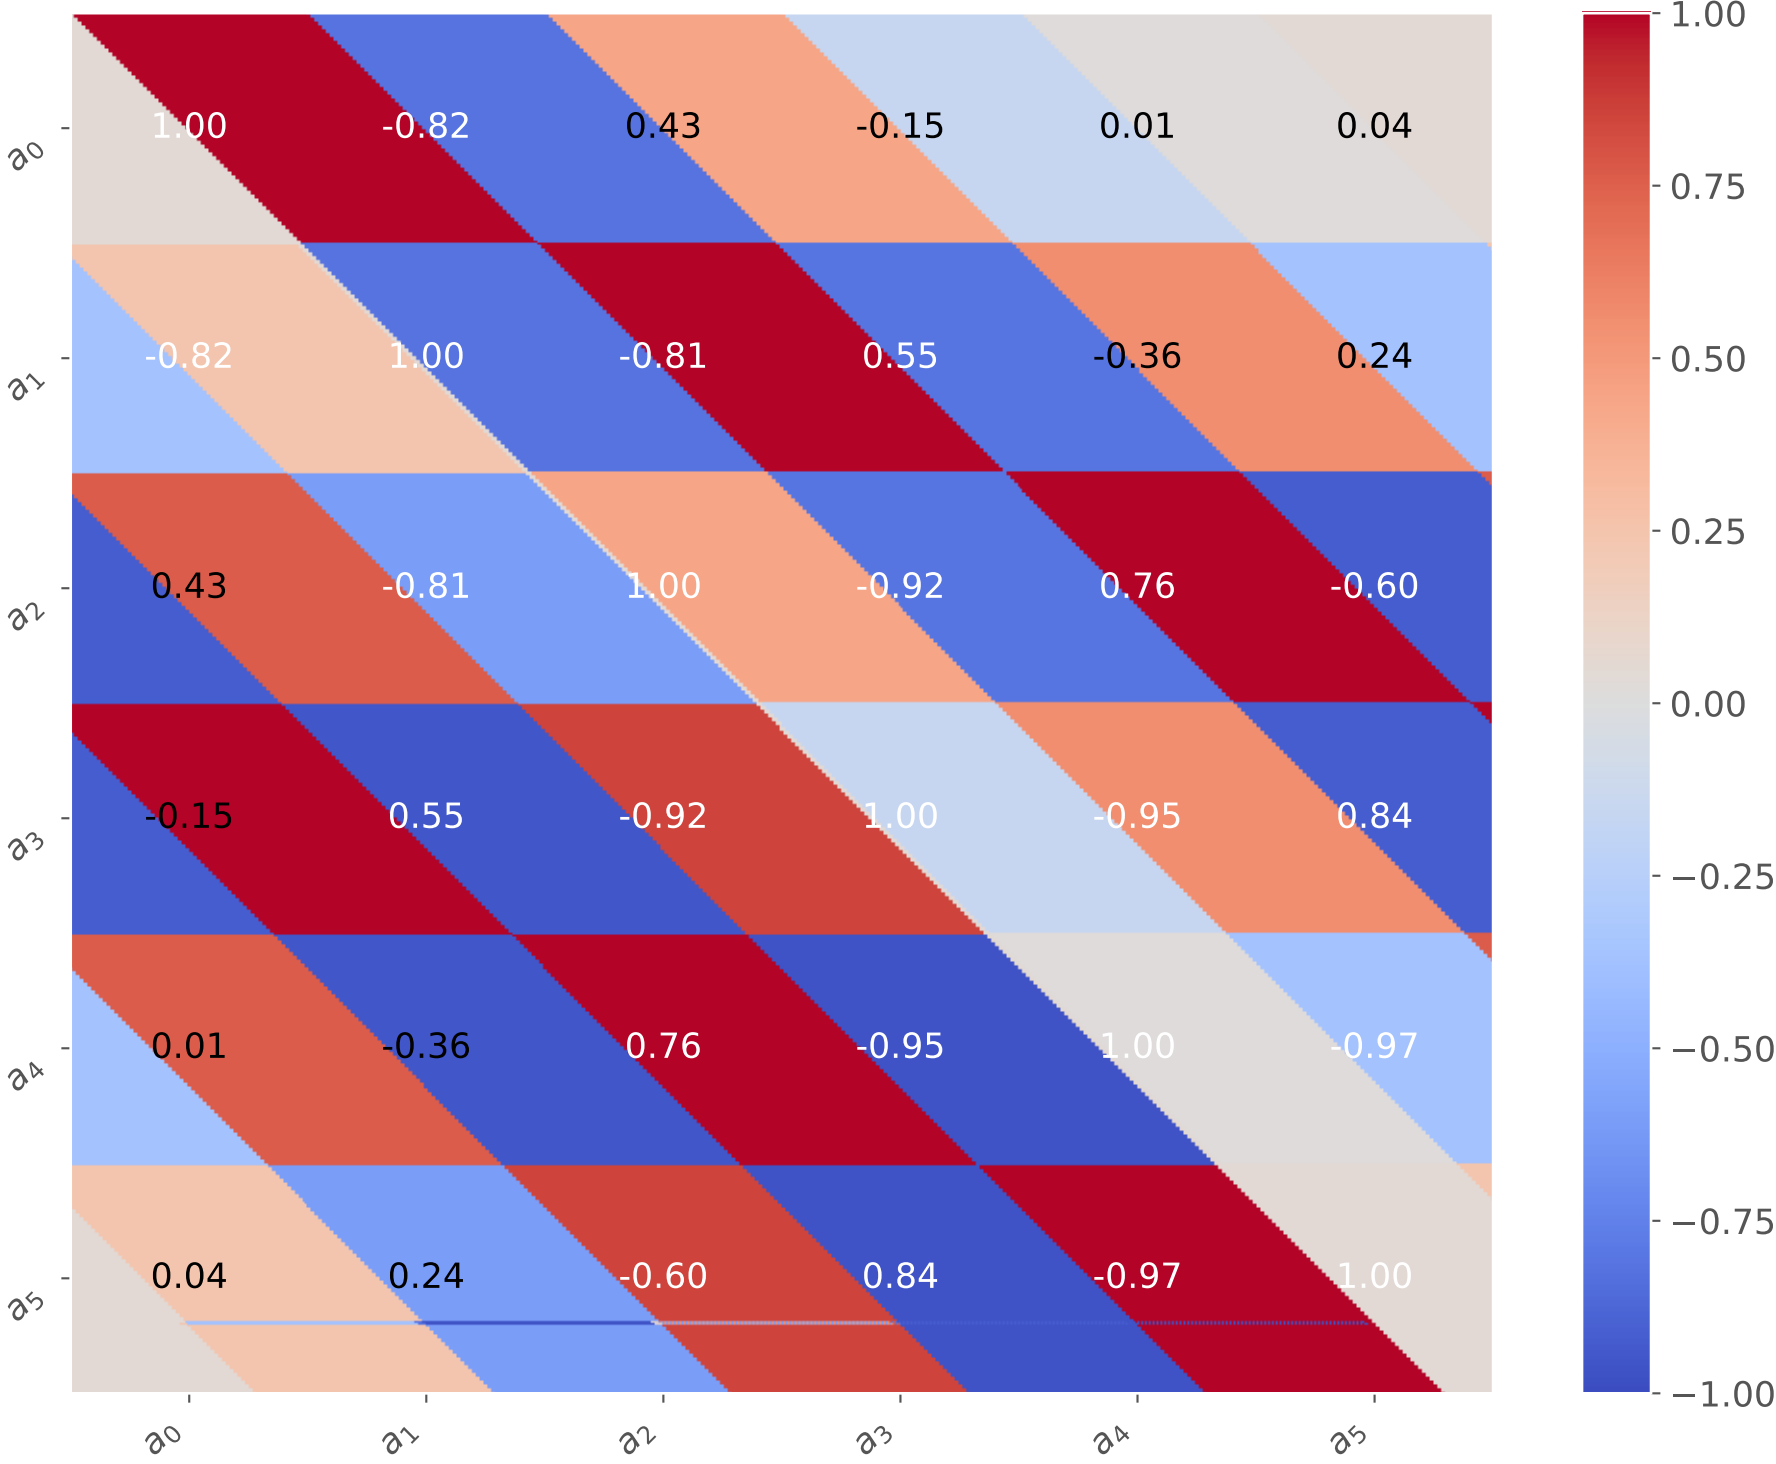 1.00
a₀ 1.00 -0.82 0.43 -0.15 0.01 0.04
0.75
a₁ -0.82 1.00 -0.81 0.55 -0.36 0.24
0.50
0.25
a₂ 0.43 -0.81 1.00 -0.92 0.76 -0.60
0.00
a₃ -0.15 0.55 -0.92 1.00 -0.95 0.84
−0.25
a₄ 0.01 -0.36 0.76 -0.95 1.00 -0.97
−0.50
−0.75
a₅ 0.04 0.24 -0.60 0.84 -0.97 1.00
−1.00
a₀ a₁ a₂ a₃ a₄ a₅